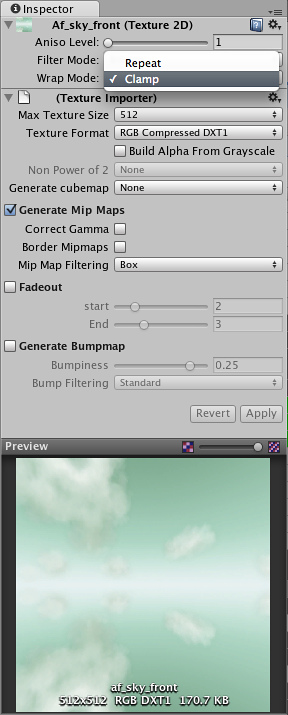 Inspector
Af_sky_front (Texture 2D)
Aniso Level: 1
Filter Mode:
Repeat
Wrap Mode: ✓ Clamp
(Texture Importer)
Max Texture Size 512
Texture Format RGB Compressed DXT1
Build Alpha From Grayscale
Non Power of 2 None
Generate cubemap None
Generate Mip Maps
Correct Gamma
Border Mipmaps
Mip Map Filtering Box
Fadeout
start 2
End 3
Generate Bumpmap
Bumpiness 0.25
Bump Filtering Standard
Revert Apply
Preview
af_sky_front
512x512 RGB DXT1 170.7 KB